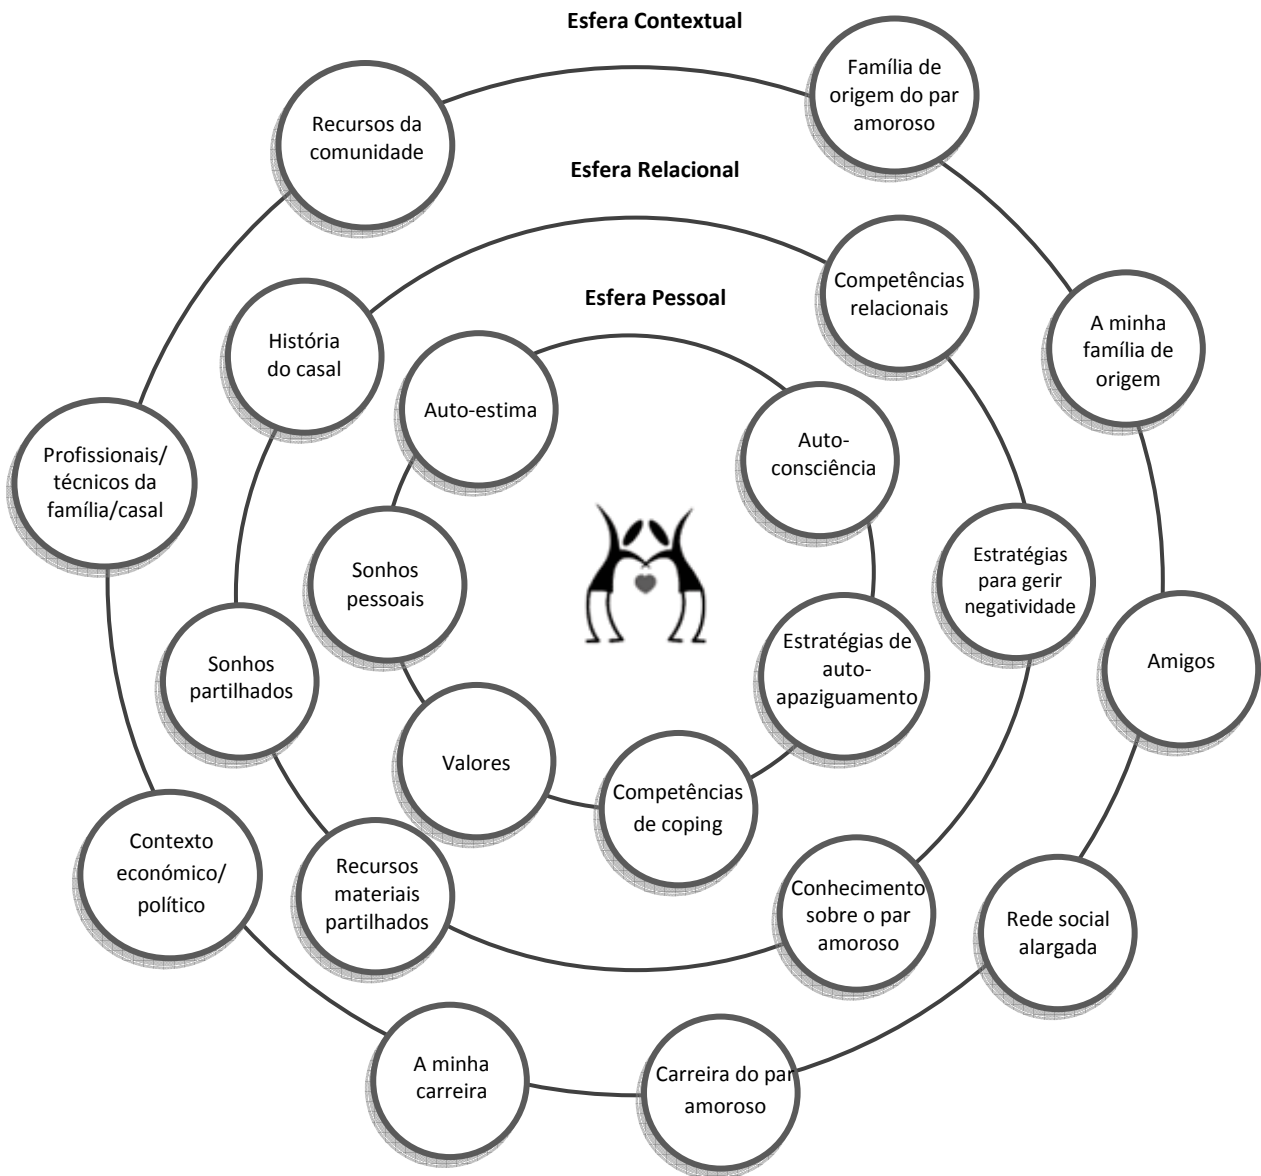 Esfera Contextual
Família de
origem do par
amoroso
Recursos da
comunidade
Esfera Relacional
Competências
relacionais
Esfera Pessoal
História
do casal
A minha
família de
origem
Auto-estima
Auto-
consciência
Profissionais/
técnicos da
família/casal
Sonhos
pessoais
Estratégias
para gerir
negatividade
Sonhos
partilhados
Estratégias de
auto-
apaziguamento
Amigos
Valores
Competências
de coping
Contexto
económico/
político
Recursos
materiais
partilhados
Conhecimento
sobre o par
amoroso
Rede social
alargada
A minha
carreira
Carreira do par
amoroso